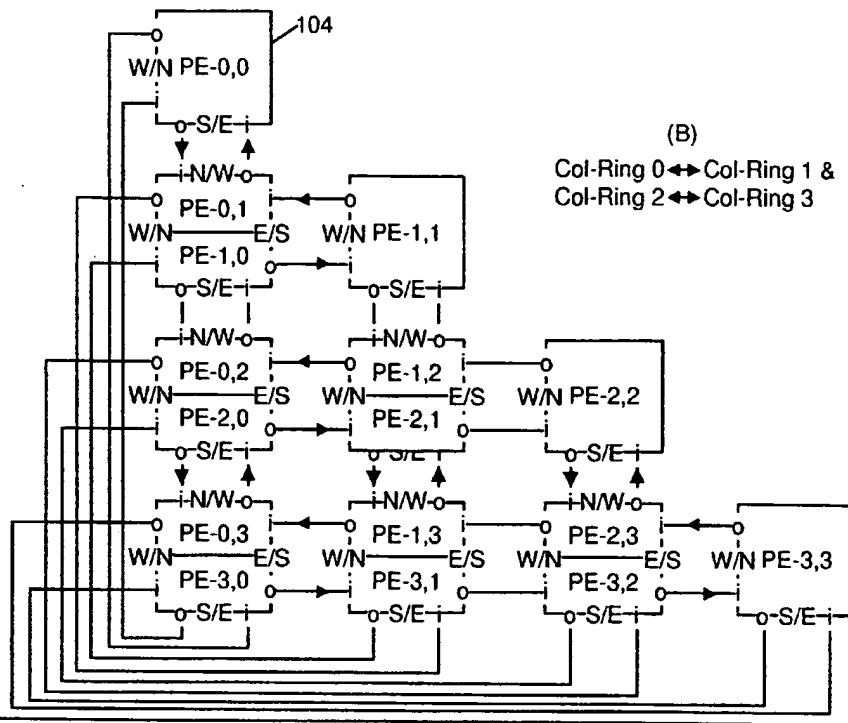 104
o
W/N PE-0,0
i
o-S/E-i
(B)
Col-Ring 0↔Col-Ring 1 &
Col-Ring 2↔Col-Ring 3
i-N/W-o
o PE-0,1 i o
W/N E/S W/N PE-1,1
i PE-1,0 o i
o-S/E-i o-S/E-i
i-N/W-o i-N/W-o
o PE-0,2 i o PE-1,2 i o
W/N E/S W/N E/S W/N PE-2,2
i PE-2,0 o i PE-2,1 o i
o-S/E-i o-S/E-i o-S/E-i
i-N/W-o i-N/W-o i-N/W-o
o PE-0,3 i o PE-1,3 i o PE-2,3 i o
W/N E/S W/N E/S W/N E/S W/N PE-3,3
i PE-3,0 o i PE-3,1 o i PE-3,2 o i
o-S/E-i o-S/E-i o-S/E-i o-S/E-i